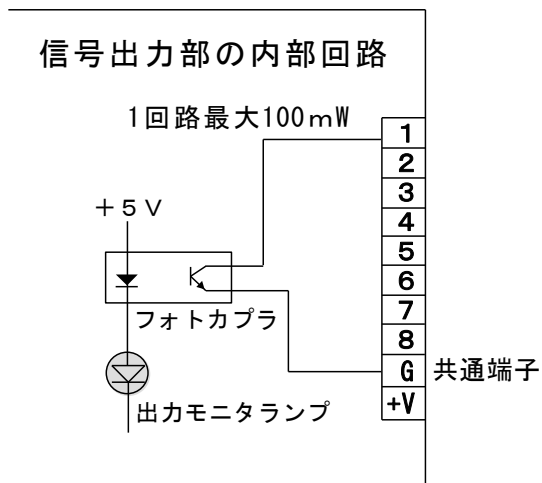 信号出力部の内部回路
1回路最大100mW
1
2
3
4
5
6
7
8
G
+V
共通端子
+5V
フォトカプラ
出力モニタランプ